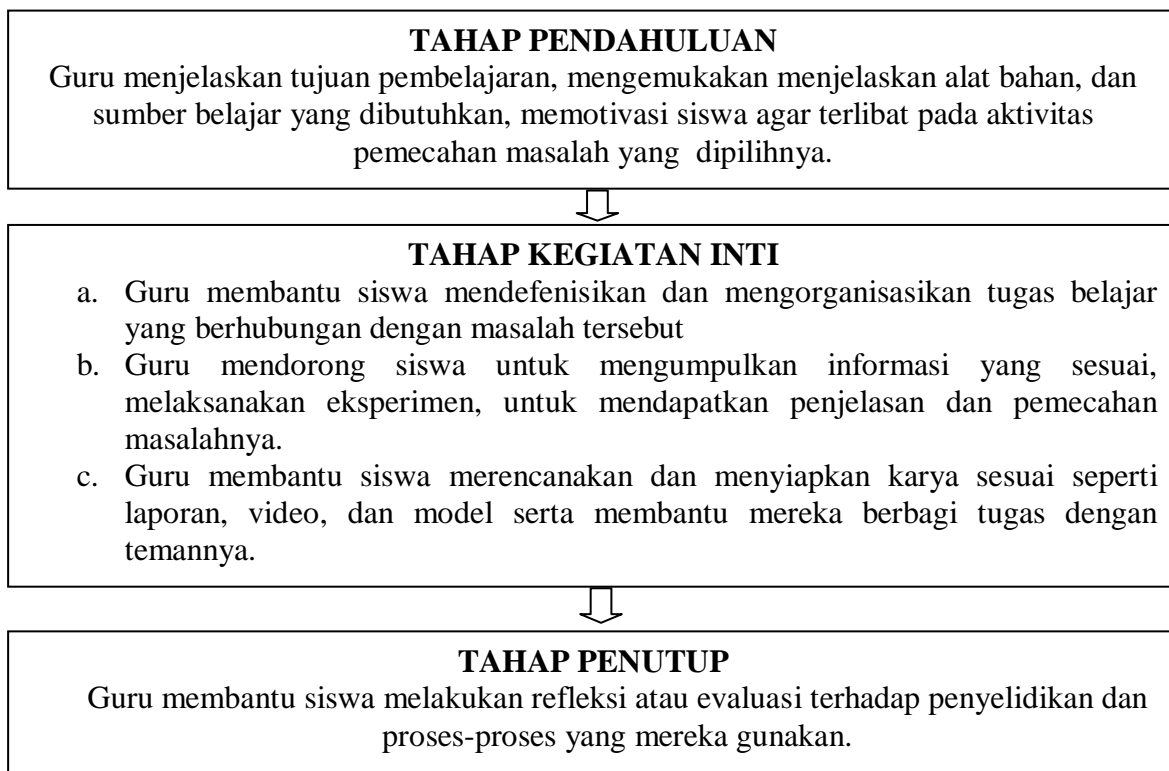 TAHAP PENDAHULUAN
Guru menjelaskan tujuan pembelajaran, mengemukakan menjelaskan alat bahan, dan
sumber belajar yang dibutuhkan, memotivasi siswa agar terlibat pada aktivitas
pemecahan masalah yang dipilihnya.
TAHAP KEGIATAN INTI
a. Guru membantu siswa mendefenisikan dan mengorganisasikan tugas belajar
yang berhubungan dengan masalah tersebut
b. Guru mendorong siswa untuk mengumpulkan informasi yang sesuai,
melaksanakan eksperimen, untuk mendapatkan penjelasan dan pemecahan
masalahnya.
c. Guru membantu siswa merencanakan dan menyiapkan karya sesuai seperti
laporan, video, dan model serta membantu mereka berbagi tugas dengan
temannya.
TAHAP PENUTUP
Guru membantu siswa melakukan refleksi atau evaluasi terhadap penyelidikan dan
proses-proses yang mereka gunakan.